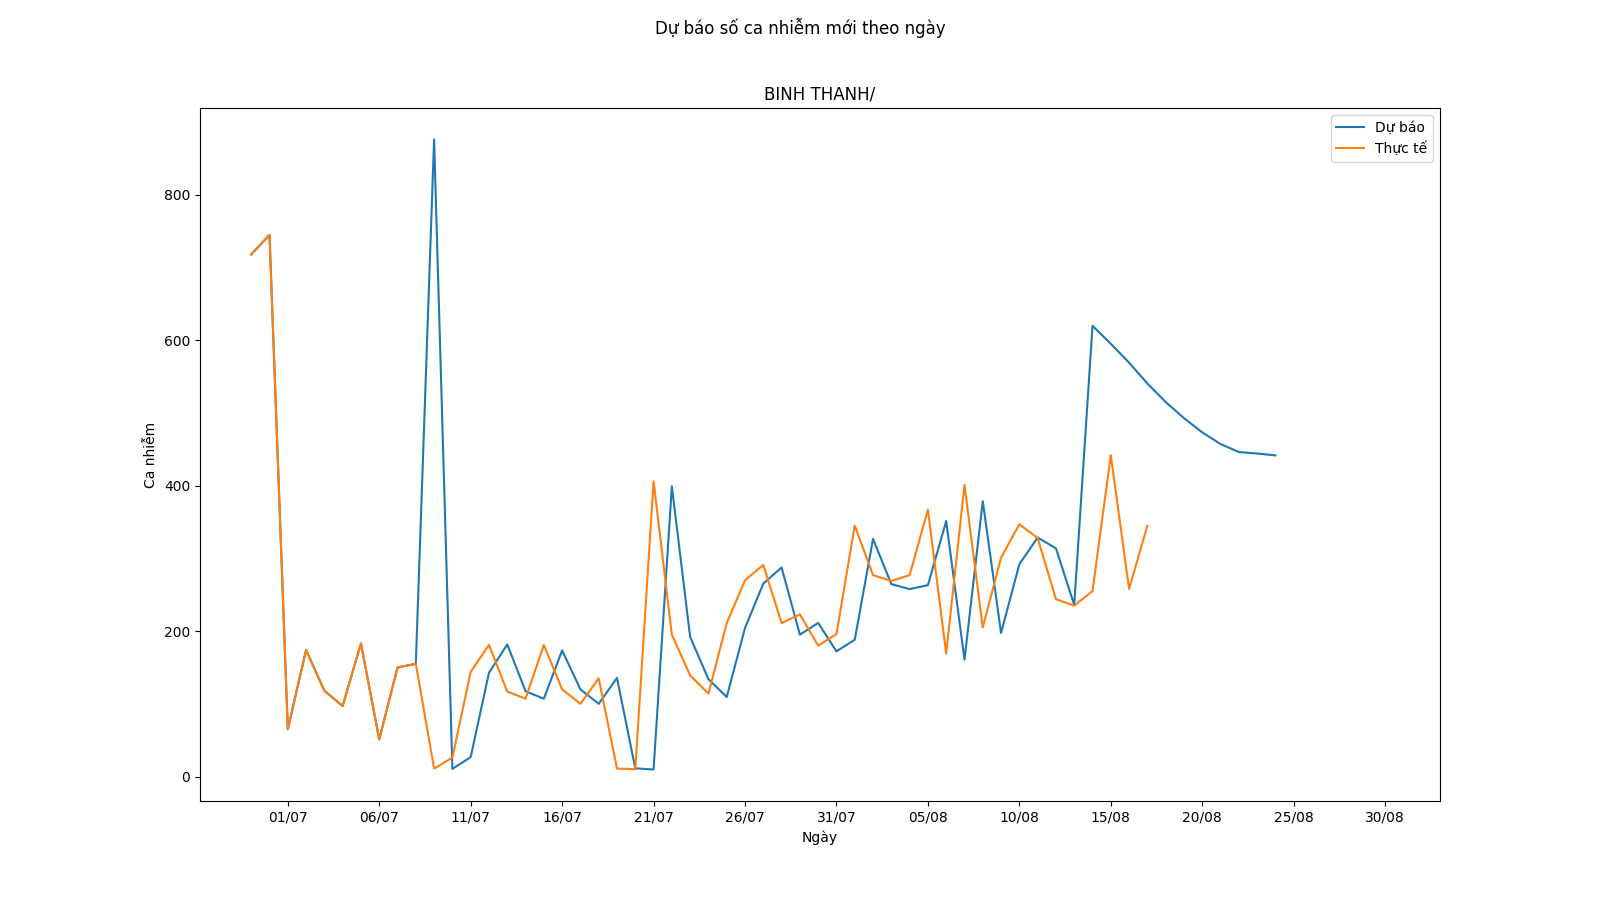 Dự báo số ca nhiễm mới theo ngày
BINH THANH/
Dự báo
Thực tế
800
600
400
200
0
Ca nhiễm
01/07 06/07 11/07 16/07 21/07 26/07 31/07 05/08 10/08 15/08 20/08 25/08 30/08
Ngày